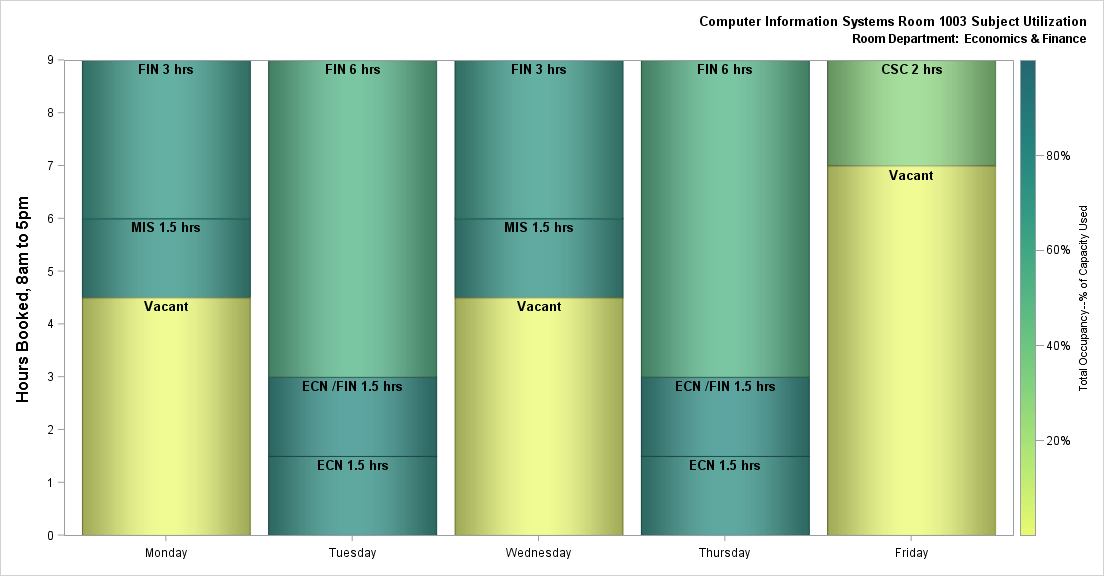 Computer Information Systems Room 1003 Subject Utilization
Room Department: Economics & Finance
Hours Booked, 8am to 5pm
9
8
7
6
5
4
3
2
1
0
FIN 3 hrs
MIS 1.5 hrs
Vacant
FIN 6 hrs
ECN /FIN 1.5 hrs
ECN 1.5 hrs
FIN 3 hrs
MIS 1.5 hrs
Vacant
FIN 6 hrs
ECN /FIN 1.5 hrs
ECN 1.5 hrs
CSC 2 hrs
Vacant
Monday
Tuesday
Wednesday
Thursday
Friday
80%
60%
40%
20%
Total Occupancy--% of Capacity Used